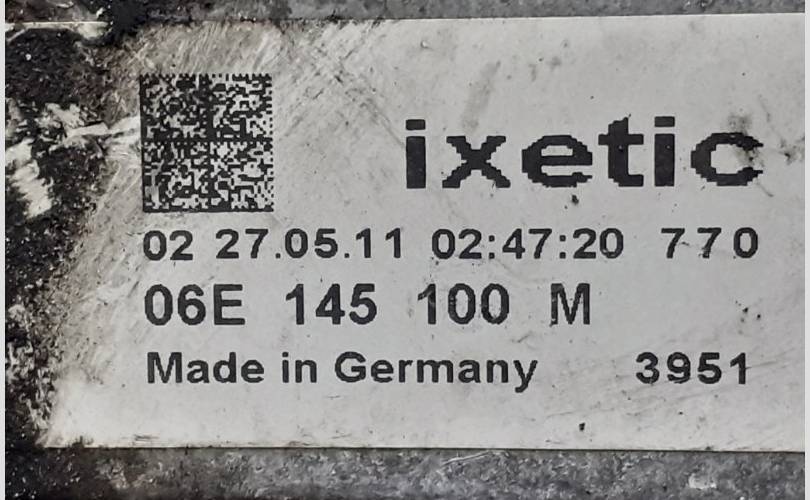 ixetic
02 27.05.11 02:47:20 770
06E 145 100 M
Made in Germany 3951